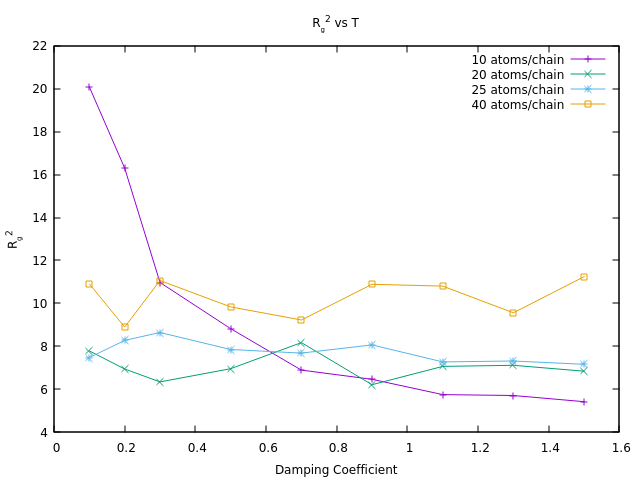 R_g^2 vs T
22
20
18
16
14
12
10
8
6
4
R_g^2
10 atoms/chain
20 atoms/chain
25 atoms/chain
40 atoms/chain
0 0.2 0.4 0.6 0.8 1 1.2 1.4 1.6
Damping Coefficient